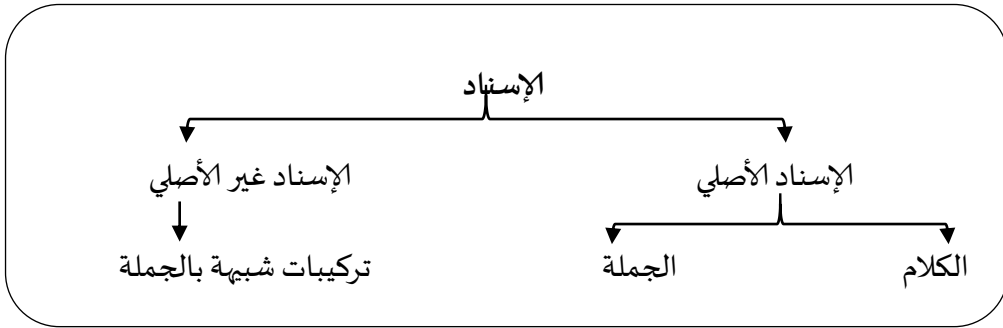 الإسناد
الإسناد الأصلي
الإسناد غير الأصلي
الكلام
الجملة
تركيبات شبيهة بالجملة